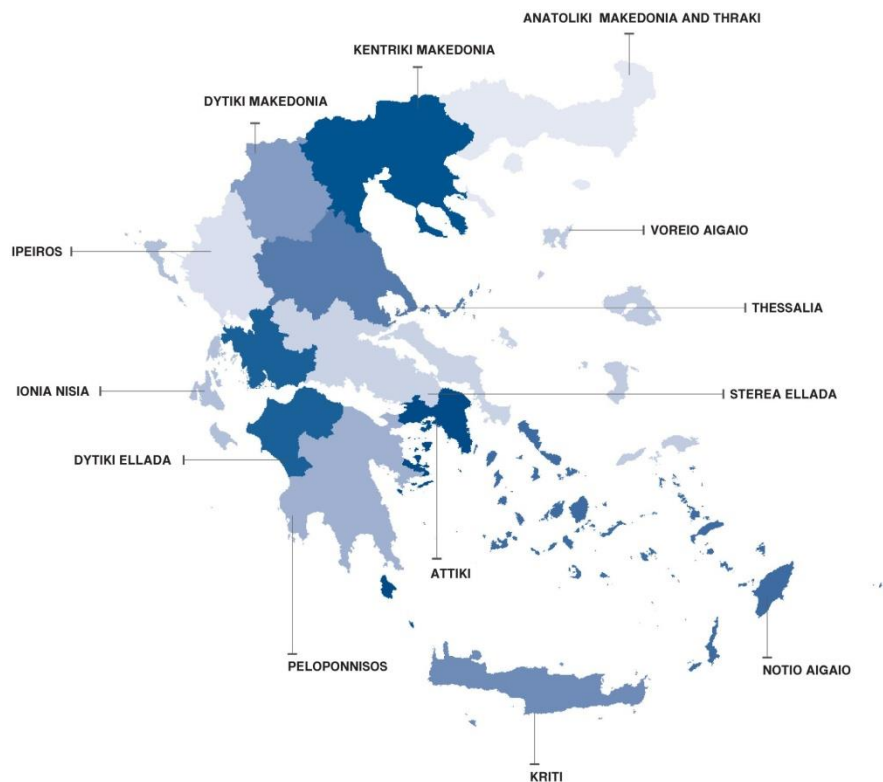 ANATOLIKI MAKEDONIA AND THRAKI
KENTRIKI MAKEDONIA
DYTIKI MAKEDONIA
VOREIO AIGAIO
IPEIROS
THESSALIA
IONIA NISIA
STEREA ELLADA
DYTIKI ELLADA
ATTIKI
PELOPONNISOS
NOTIO AIGAIO
KRITI